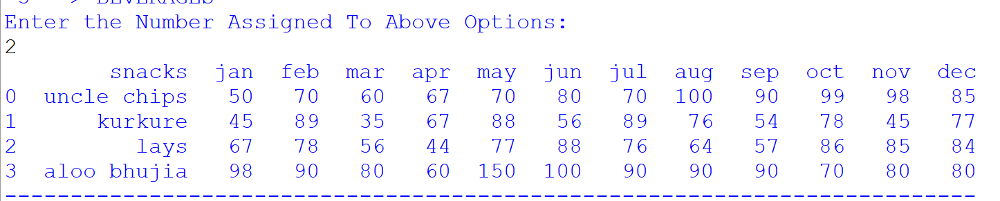 BEVERAGES
Enter the Number Assigned To Above Options:
2
snacks jan feb mar apr may jun jul aug sep oct nov dec
0 uncle chips 50 70 60 67 70 80 70 100 90 99 98 85
1 kurkure 45 89 35 67 88 56 89 76 54 78 45 77
2 lays 67 78 56 44 77 88 76 64 57 86 85 84
3 aloo bhujia 98 90 80 60 150 100 90 90 90 70 80 80